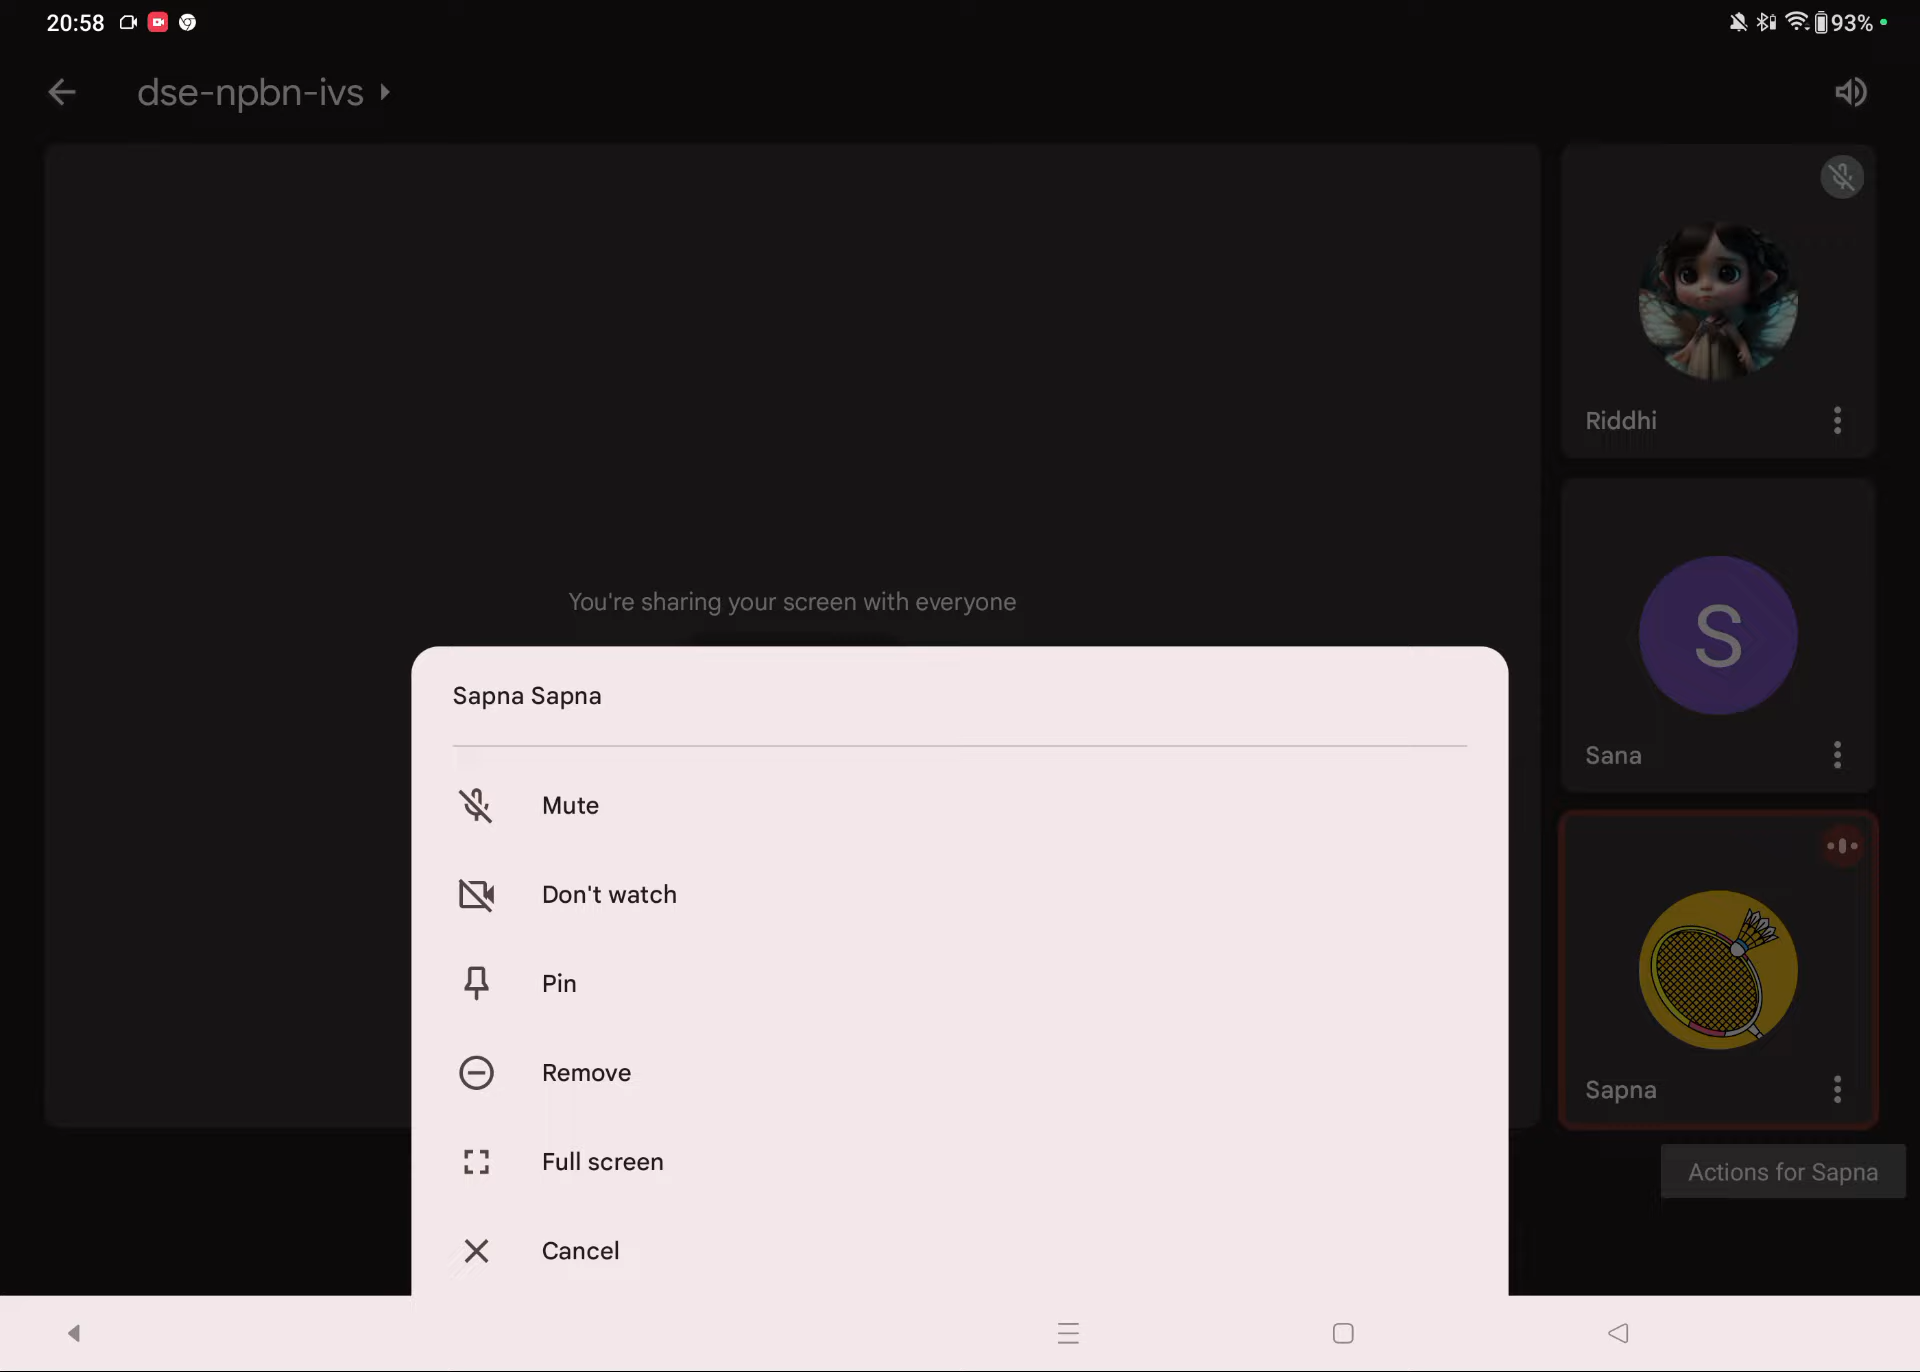 20:58
93%
dse-npbn-ivs
Riddhi
S
Sana
You're sharing your screen with everyone
Sapna Sapna
Mute
Don't watch
Pin
Remove
Full screen
Cancel
Sapna
Actions for Sapna